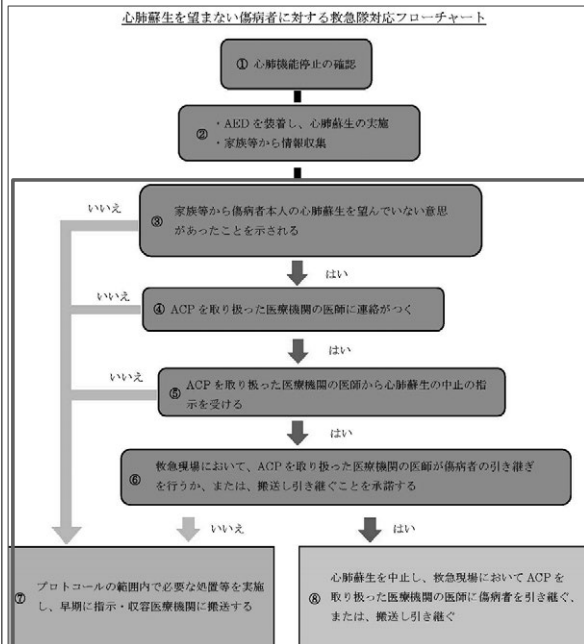 心肺蘇生を望まない傷病者に対する救急隊対応フローチャート
① 心肺機能停止の確認
② ・AEDを装着し、心肺蘇生の実施
・家族等から情報収集
いいえ
③ 家族等から傷病者本人の心肺蘇生を望んでいない意思
があったことを示される
はい
いいえ
④ ACPを取り扱った医療機関の医師に連絡がつく
はい
いいえ
⑤ ACPを取り扱った医療機関の医師から心肺蘇生の中止の指
示を受ける
はい
⑥ 救急現場において、ACPを取り扱った医療機関の医師が傷病者の引き継ぎ
を行うか、または、搬送し引き継ぐことを承諾する
いいえ
はい
⑦ プロトコールの範囲内で必要な処置等を実施
し、早期に指示・収容医療機関に搬送する
⑧ 心肺蘇生を中止し、救急現場においてACPを
取り扱った医療機関の医師に傷病者を引き継ぐ、
または、搬送し引き継ぐ